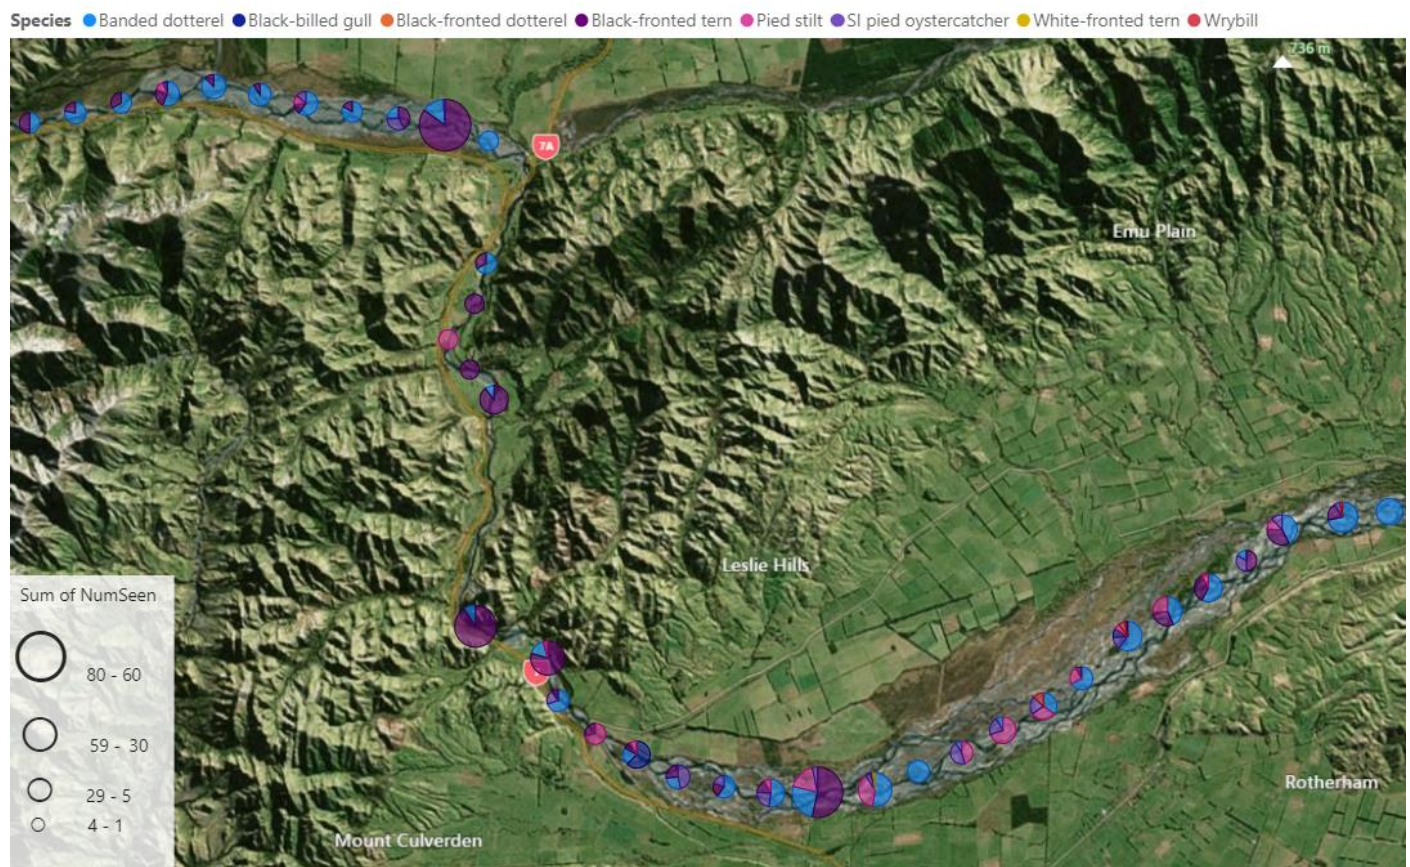 Species Banded dotterel Black-billed gull Black-fronted dotterel Black-fronted tern Pied stilt SI pied oystercatcher White-fronted tern Wrybill
736 m
7A
Emu Plain
Leslie Hills
Sum of NumSeen
80 - 60
59 - 30
29 - 5
4 - 1
Rotherham
Mount Culverden